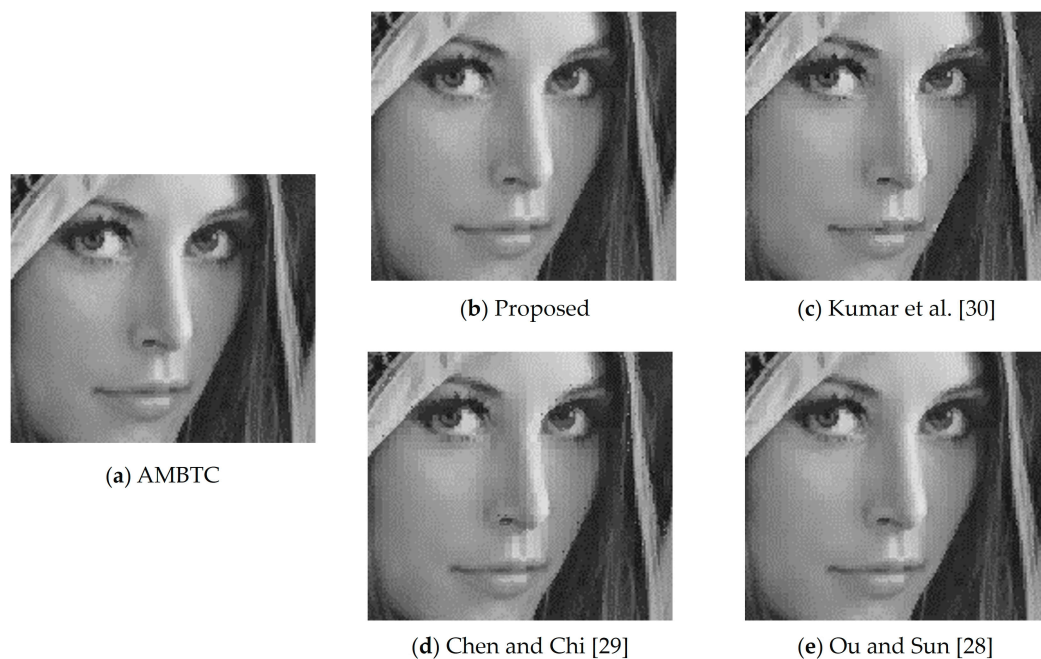 (b) Proposed
(c) Kumar et al. [30]
(a) AMBTC
(d) Chen and Chi [29]
(e) Ou and Sun [28]